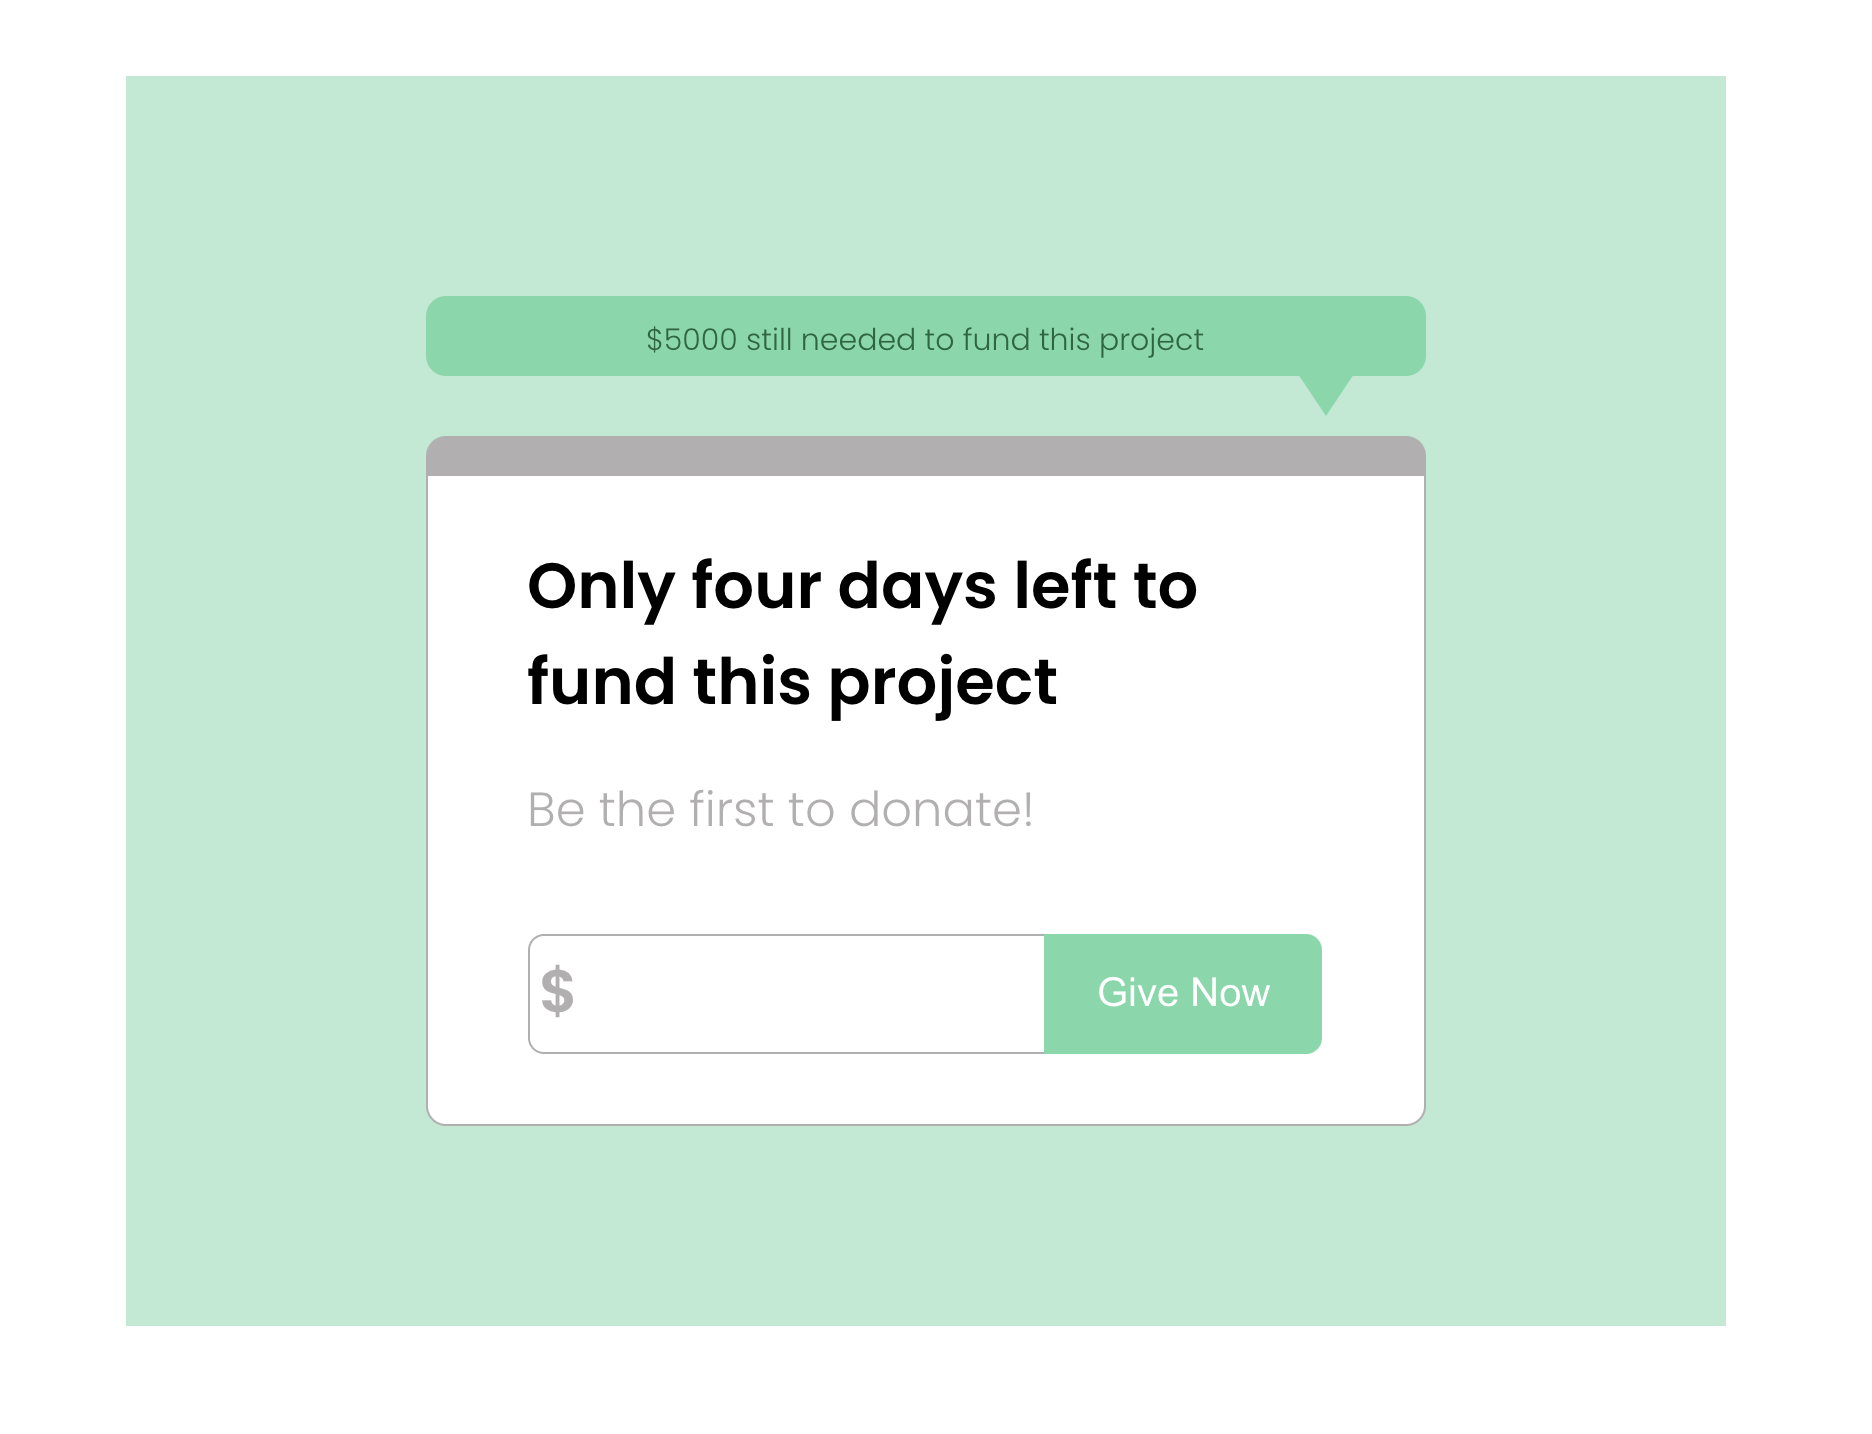 $5000 still needed to fund this project
Only four days left to
fund this project
Be the first to donate!
$
Give Now